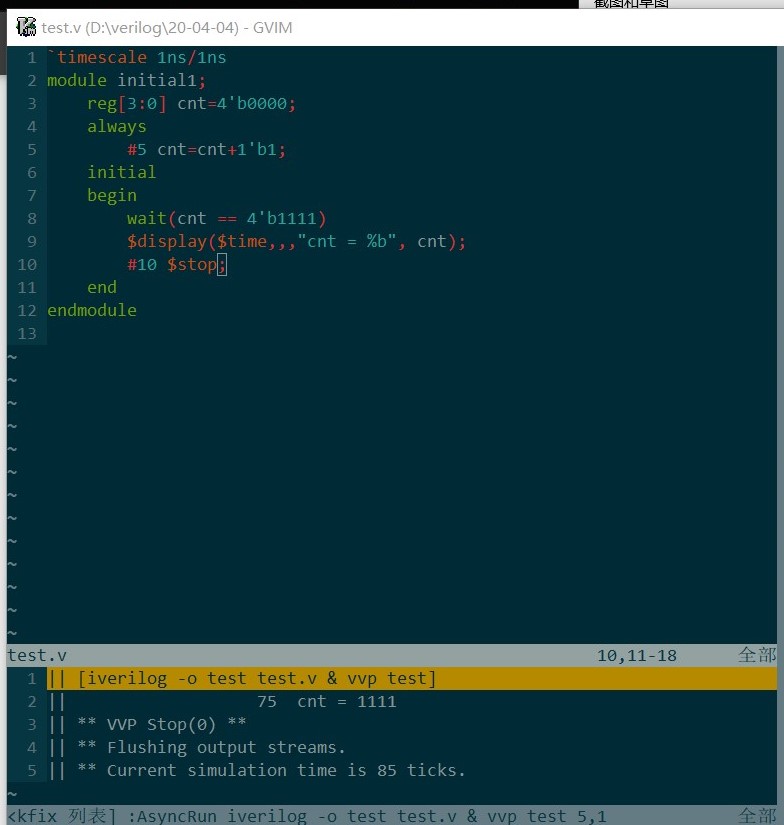 截图和草图
test.v (D:\verilog\20-04-04) - GVIM
1 `timescale 1ns/1ns
2 module initial1;
3     reg[3:0] cnt=4'b0000;
4     always
5         #5 cnt=cnt+1'b1;
6     initial
7     begin
8         wait(cnt == 4'b1111)
9         $display($time,,,"cnt = %b", cnt);
10         #10 $stop;
11     end
12 endmodule
13
~
~
~
~
~
~
~
~
~
~
~
~
~
test.v 10,11-18 全部
1 || [iverilog -o test test.v & vvp test]
2 ||                   75  cnt = 1111
3 || ** VVP Stop(0) **
4 || ** Flushing output streams.
5 || ** Current simulation time is 85 ticks.
~
<kfix 列表] :AsyncRun iverilog -o test test.v & vvp test 5,1 全部